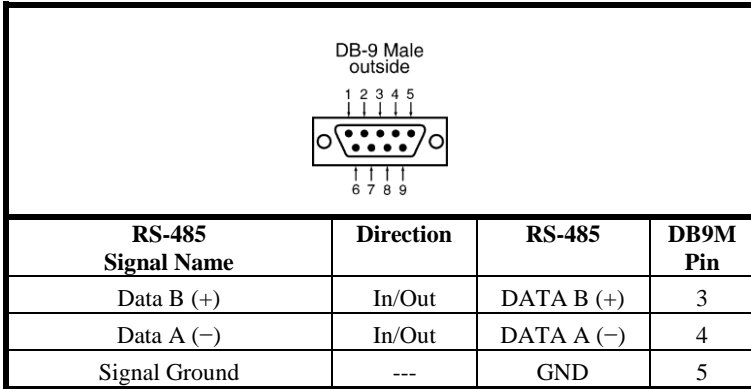 DB-9 Male
outside
1 2 3 4 5
6 7 8 9
RS-485 Signal Name Direction RS-485 DB9M Pin
Data B (+) In/Out DATA B (+) 3
Data A (−) In/Out DATA A (−) 4
Signal Ground --- GND 5